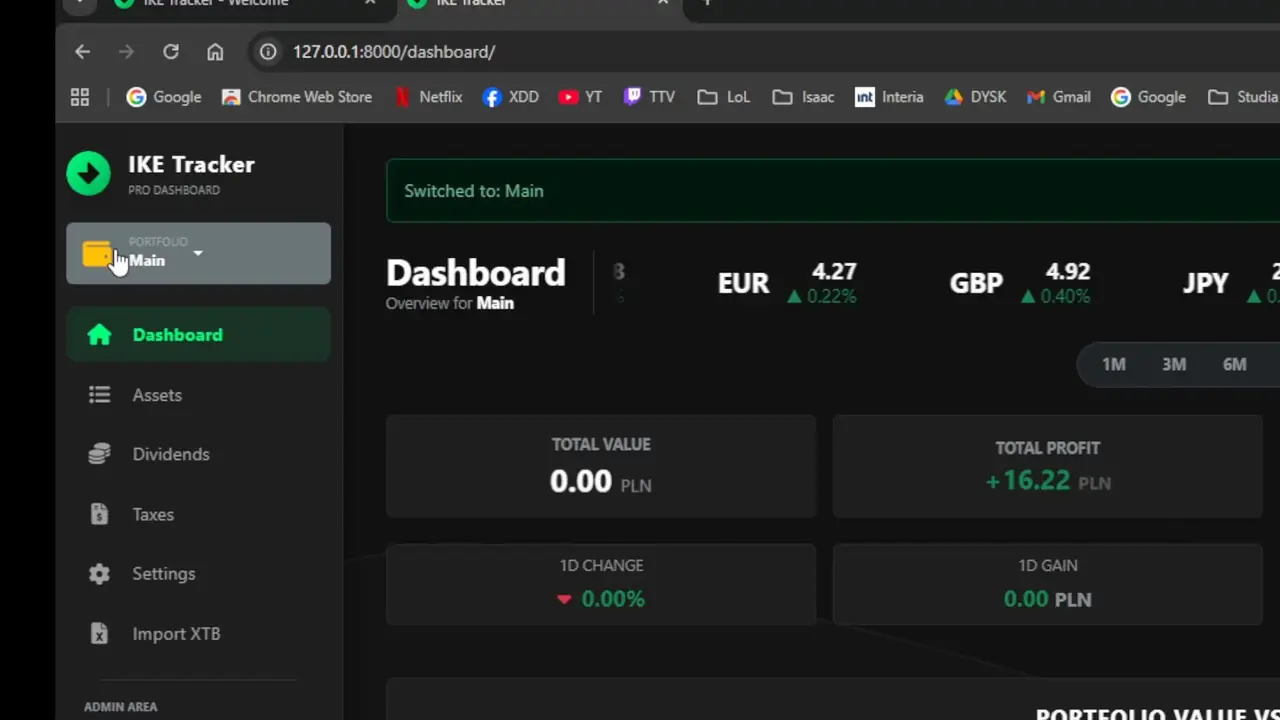 IKE Tracker - Welcome
IKE Tracker
127.0.0.1:8000/dashboard/
Google
Chrome Web Store
Netflix
XDD
YT
TTV
LoL
Isaac
int Interia
DYSK
Gmail
Google
Studia
IKE Tracker
PRO DASHBOARD
PORTFOLIO
Main
Dashboard
Assets
Dividends
Taxes
Settings
Import XTB
ADMIN AREA
Switched to: Main
Dashboard
Overview for Main
EUR
4.27
▲ 0.22%
GBP
4.92
▲ 0.40%
JPY
1M
3M
6M
TOTAL VALUE
0.00 PLN
TOTAL PROFIT
+16.22 PLN
1D CHANGE
▼ 0.00%
1D GAIN
0.00 PLN
PORTFOLIO VALUE VS